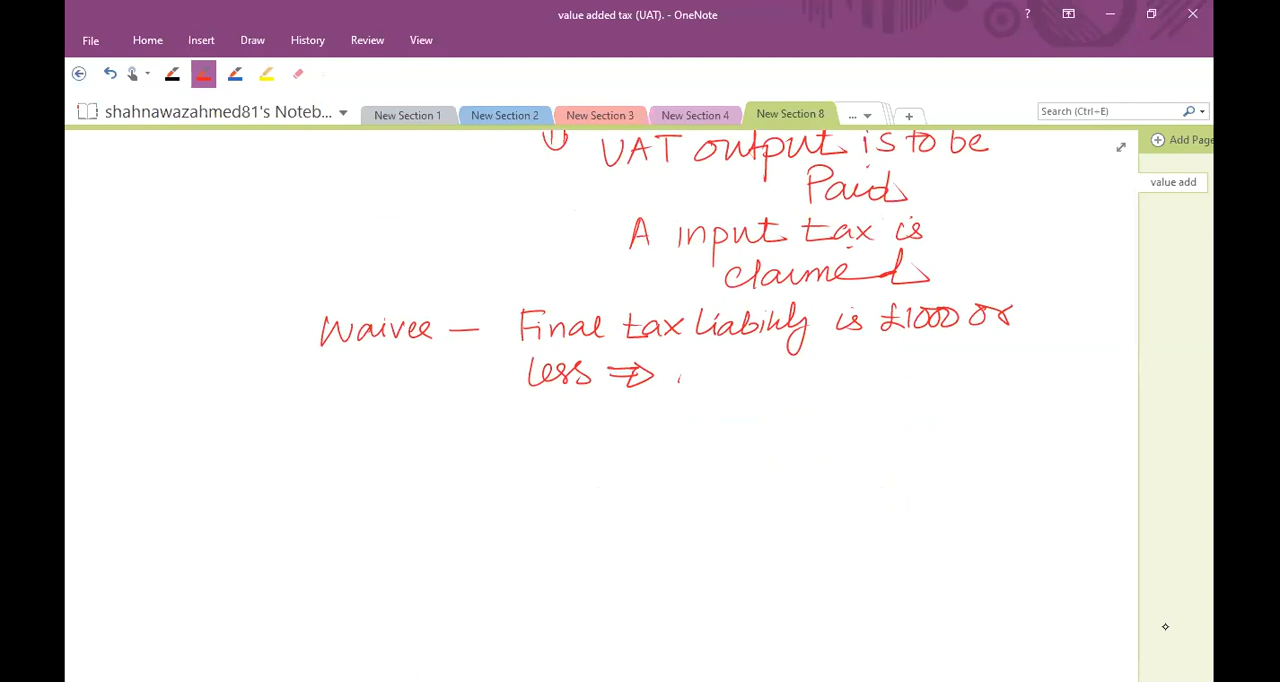 value added tax (UAT). - OneNote
?
File Home Insert Draw History Review View
shahnawazahmed81's Noteb...
New Section 1 New Section 2 New Section 3 New Section 4 New Section 8 ... +
Search (Ctrl+E)
Add Page
value add
① VAT output is to be
Paid
A input tax is
claimed
Waiver — Final tax liability is £1000 or
less ⇒